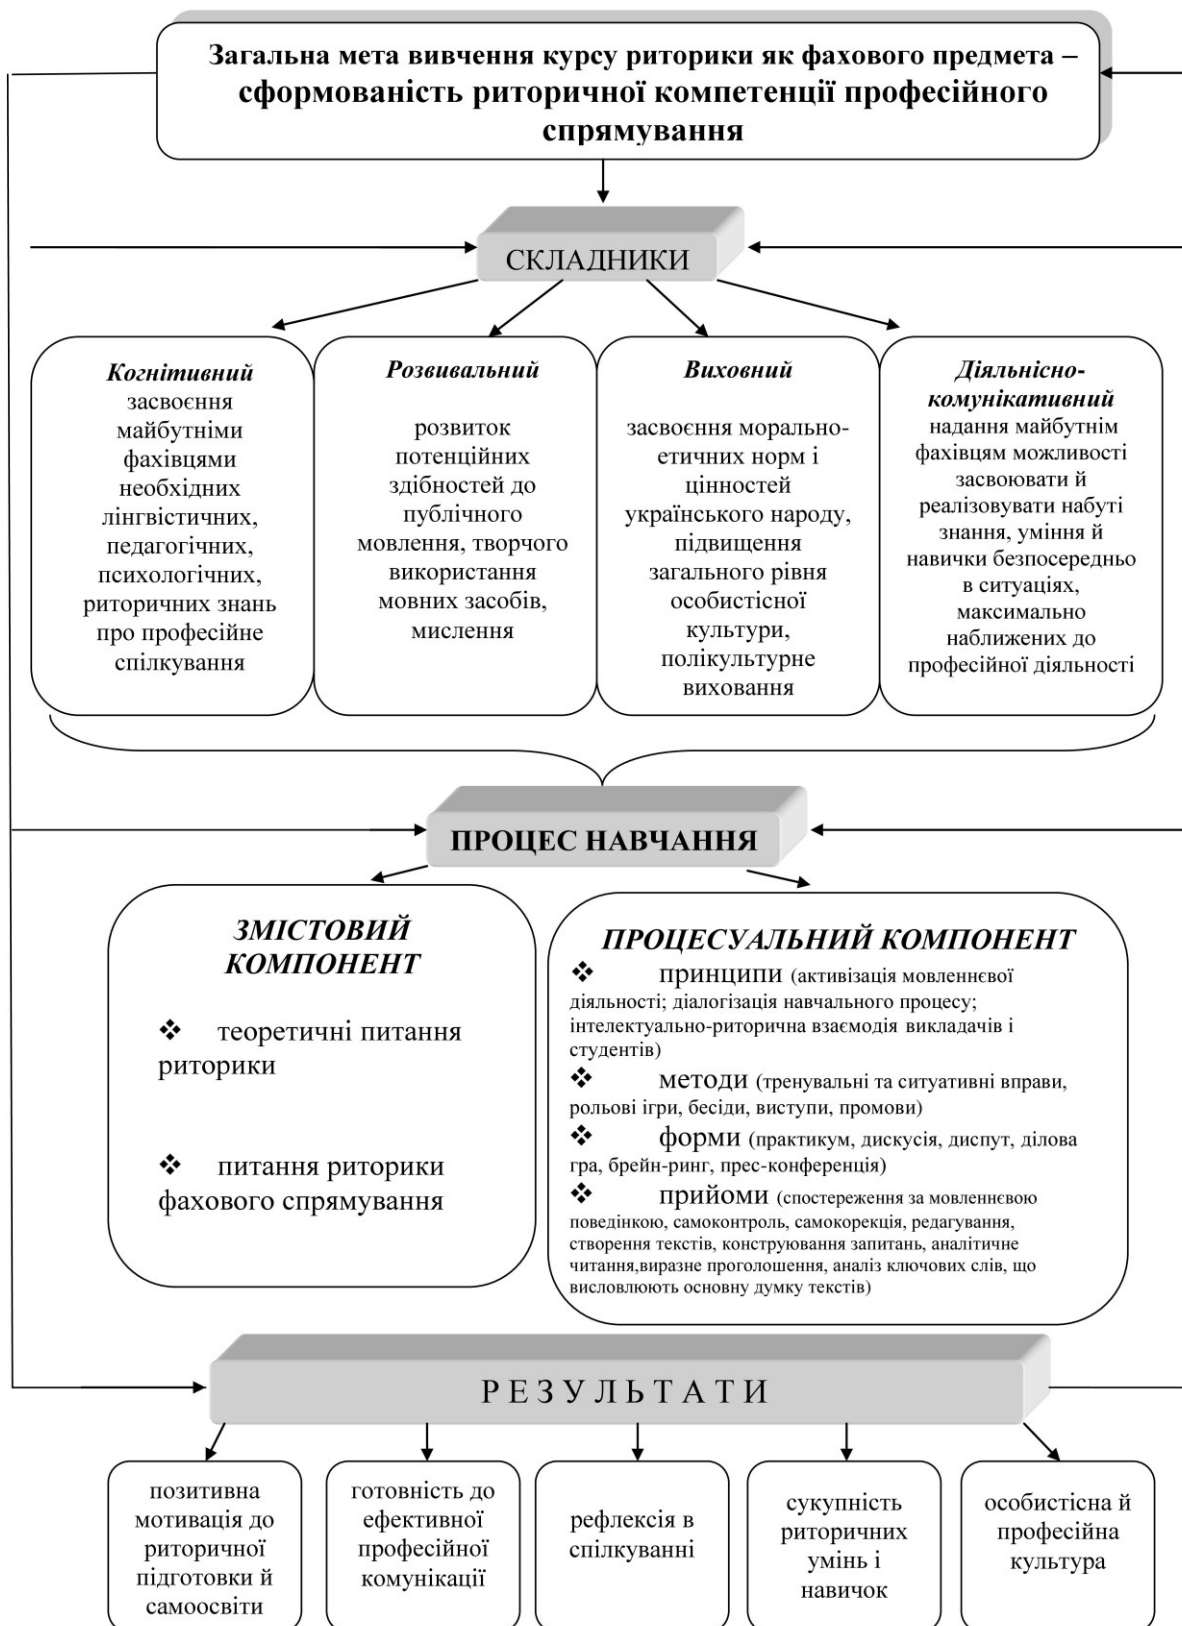 Загальна мета вивчення курсу риторики як фахового предмета –
сформованість риторичної компетенції професійного
спрямування
СКЛАДНИКИ
Когнітивний
засвоєння
майбутніми
фахівцями
необхідних
лінгвістичних,
педагогічних,
психологічних,
риторичних знань
про професійне
спілкування
Розвивальний
розвиток
потенційних
здібностей до
публічного
мовлення, творчого
використання
мовних засобів,
мислення
Виховний
засвоєння морально-
етичних норм і
цінностей
українського народу,
підвищення
загального рівня
особистісної
культури,
полікультурне
виховання
Діяльнісно-
комунікативний
надання майбутнім
фахівцям можливості
засвоювати й
реалізовувати набуті
знання, уміння й
навички безпосередньо
в ситуаціях,
максимально
наближених до
професійної діяльності
ПРОЦЕС НАВЧАННЯ
ЗМІСТОВИЙ
КОМПОНЕНТ
❖ теоретичні питання
риторики
❖ питання риторики
фахового спрямування
ПРОЦЕСУАЛЬНИЙ КОМПОНЕНТ
❖ принципи (активізація мовленнєвої
діяльності; діалогізація навчального процесу;
інтелектуально-риторична взаємодія викладачів і
студентів)
❖ методи (тренувальні та ситуативні вправи,
рольові ігри, бесіди, виступи, промови)
❖ форми (практикум, дискусія, диспут, ділова
гра, брейн-ринг, прес-конференція)
❖ прийоми (спостереження за мовленнєвою
поведінкою, самоконтроль, самокорекція, редагування,
створення текстів, конструювання запитань, аналітичне
читання,виразне проголошення, аналіз ключових слів, що
висловлюють основну думку текстів)
РЕЗУЛЬТАТИ
позитивна
мотивація до
риторичної
підготовки й
самоосвіти
готовність до
ефективної
професійної
комунікації
рефлексія в
спілкуванні
сукупність
риторичних
умінь і
навичок
особистісна й
професійна
культура